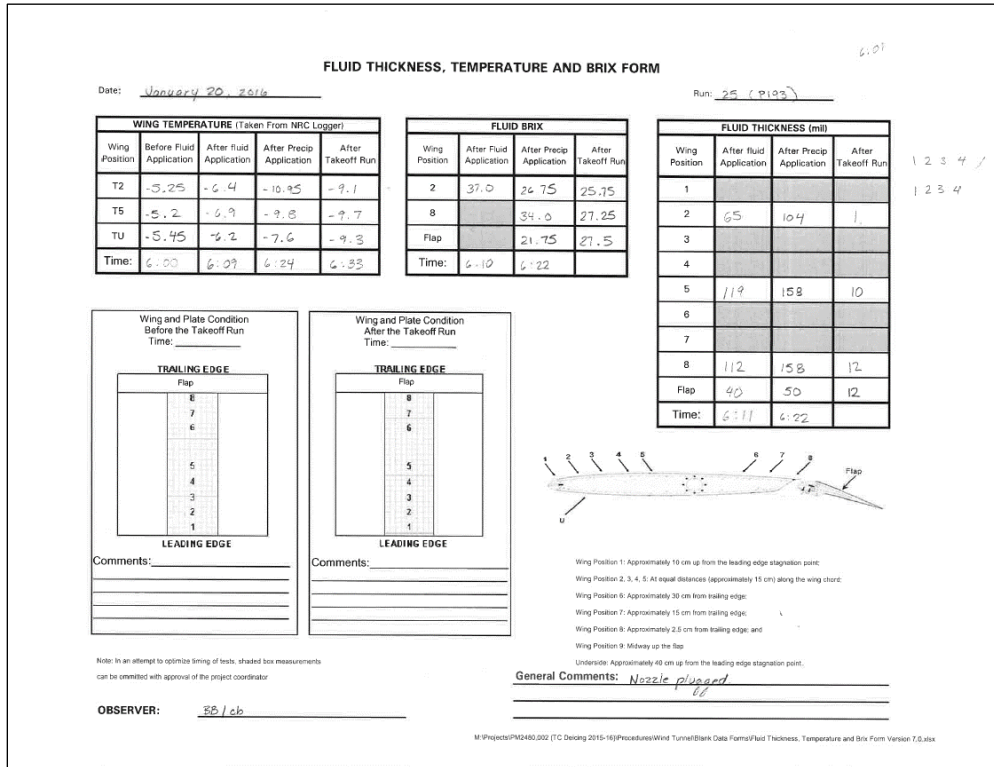 6:01
FLUID THICKNESS, TEMPERATURE AND BRIX FORM
Date: January 20, 2016
Run: 25 (P193)
WING TEMPERATURE (Taken From NRC Logger)
Wing Position Before Fluid Application After fluid Application After Precip Application After Takeoff Run
T2 -5.25 -6.4 -10.95 -9.1
T5 -5.2 -6.9 -9.8 -9.7
TU -5.45 -6.2 -7.6 -9.3
Time: 6:00 6:09 6:24 6:33
FLUID BRIX
Wing Position After Fluid Application After Precip Application After Takeoff Run
2 37.0 26.75 25.75
8 34.0 27.25
Flap 21.75 27.5
Time: 6:10 6:22
FLUID THICKNESS (mil)
Wing Position After fluid Application After Precip Application After Takeoff Run
1
2 65 104 1
3
4
5 119 158 10
6
7
8 112 158 12
Flap 40 50 12
Time: 6:11 6:22
1 2 3 4 /
1 2 3 4
Wing and Plate Condition
Before the Takeoff Run
Time:
TRAILING EDGE
Flap
8
7
6
5
4
3
2
1
LEADING EDGE
Comments:
Wing and Plate Condition
After the Takeoff Run
Time:
TRAILING EDGE
Flap
8
7
6
5
4
3
2
1
LEADING EDGE
Comments:
1 2 3 4 5 6 7 8 Flap
U
Wing Position 1: Approximately 10 cm up from the leading edge stagnation point;
Wing Position 2, 3, 4, 5: At equal distances (approximately 15 cm) along the wing chord;
Wing Position 6: Approximately 30 cm from trailing edge;
Wing Position 7: Approximately 15 cm from trailing edge;
Wing Position 8: Approximately 2.5 cm from trailing edge; and
Wing Position 9: Midway up the flap
Underside: Approximately 40 cm up from the leading edge stagnation point.
Note: In an attempt to optimize timing of tests, shaded box measurements
can be ommitted with approval of the project coordinator
General Comments: Nozzle plugged
OBSERVER: BB / cb
M:\Projects\PM2480.002 (TC Deicing 2015-16)\Procedures\Wind Tunnel\Blank Data Forms\Fluid Thickness, Temperature and Brix Form Version 7.0.xlsx